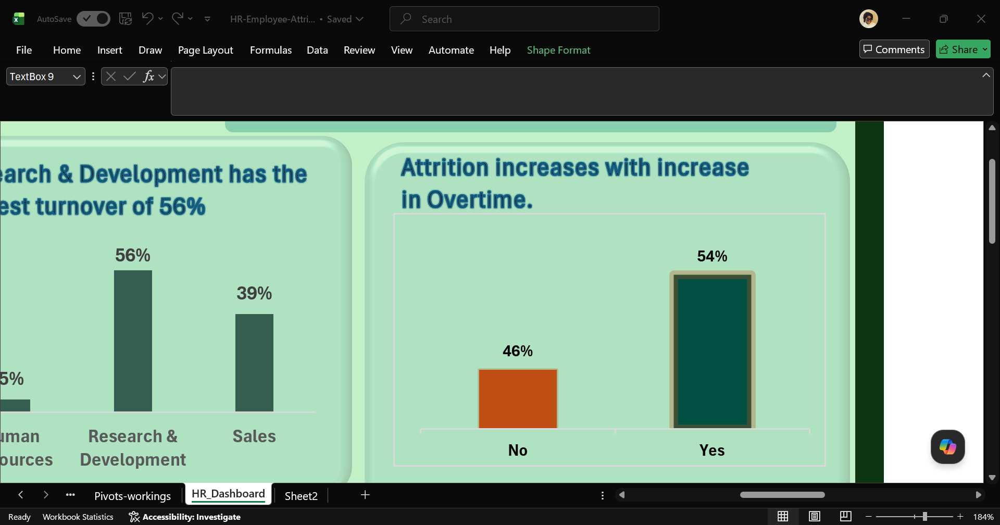 AutoSave
HR-Employee-Attri... • Saved
Search
File Home Insert Draw Page Layout Formulas Data Review View Automate Help Shape Format
Comments Share
TextBox 9
fx
earch & Development has the
est turnover of 56%
56%
39%
5%
uman
ources
Research &
Development
Sales
Attrition increases with increase
in Overtime.
54%
46%
No Yes
Pivots-workings HR_Dashboard Sheet2
Ready Workbook Statistics Accessibility: Investigate 184%